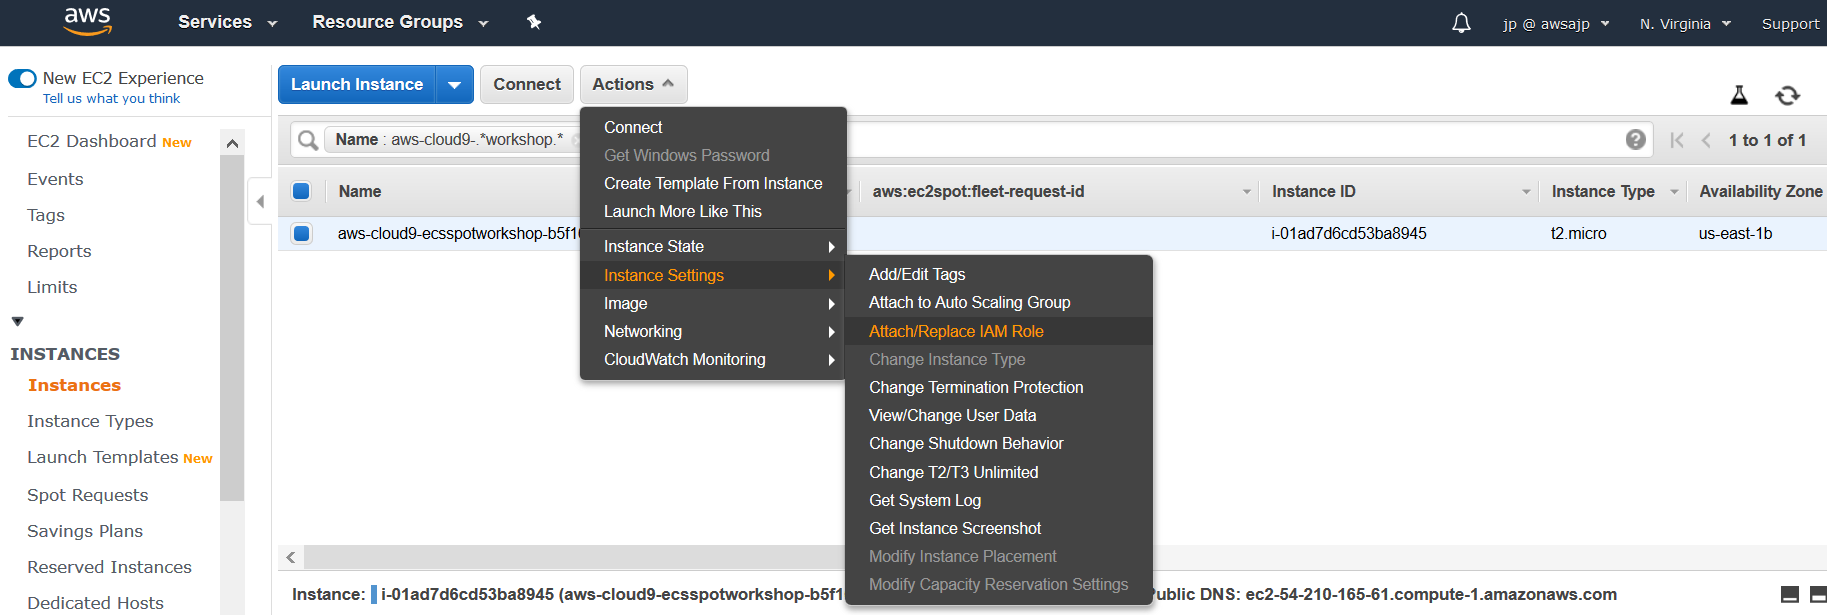 aws Services Resource Groups jp @ awsajp N. Virginia Support
New EC2 Experience
Tell us what you think
EC2 Dashboard New
Events
Tags
Reports
Limits
INSTANCES
Instances
Instance Types
Launch Templates New
Spot Requests
Savings Plans
Reserved Instances
Dedicated Hosts
Launch Instance Connect Actions
Name : aws-cloud9-.*workshop.* ? 1 to 1 of 1
Name aws:ec2spot:fleet-request-id Instance ID Instance Type Availability Zone
aws-cloud9-ecsspotworkshop-b5f1 i-01ad7d6cd53ba8945 t2.micro us-east-1b
Connect
Get Windows Password
Create Template From Instance
Launch More Like This
Instance State
Instance Settings
Image
Networking
CloudWatch Monitoring
Add/Edit Tags
Attach to Auto Scaling Group
Attach/Replace IAM Role
Change Instance Type
Change Termination Protection
View/Change User Data
Change Shutdown Behavior
Change T2/T3 Unlimited
Get System Log
Get Instance Screenshot
Modify Instance Placement
Modify Capacity Reservation Settings
Instance: i-01ad7d6cd53ba8945 (aws-cloud9-ecsspotworkshop-b5f1 ublic DNS: ec2-54-210-165-61.compute-1.amazonaws.com